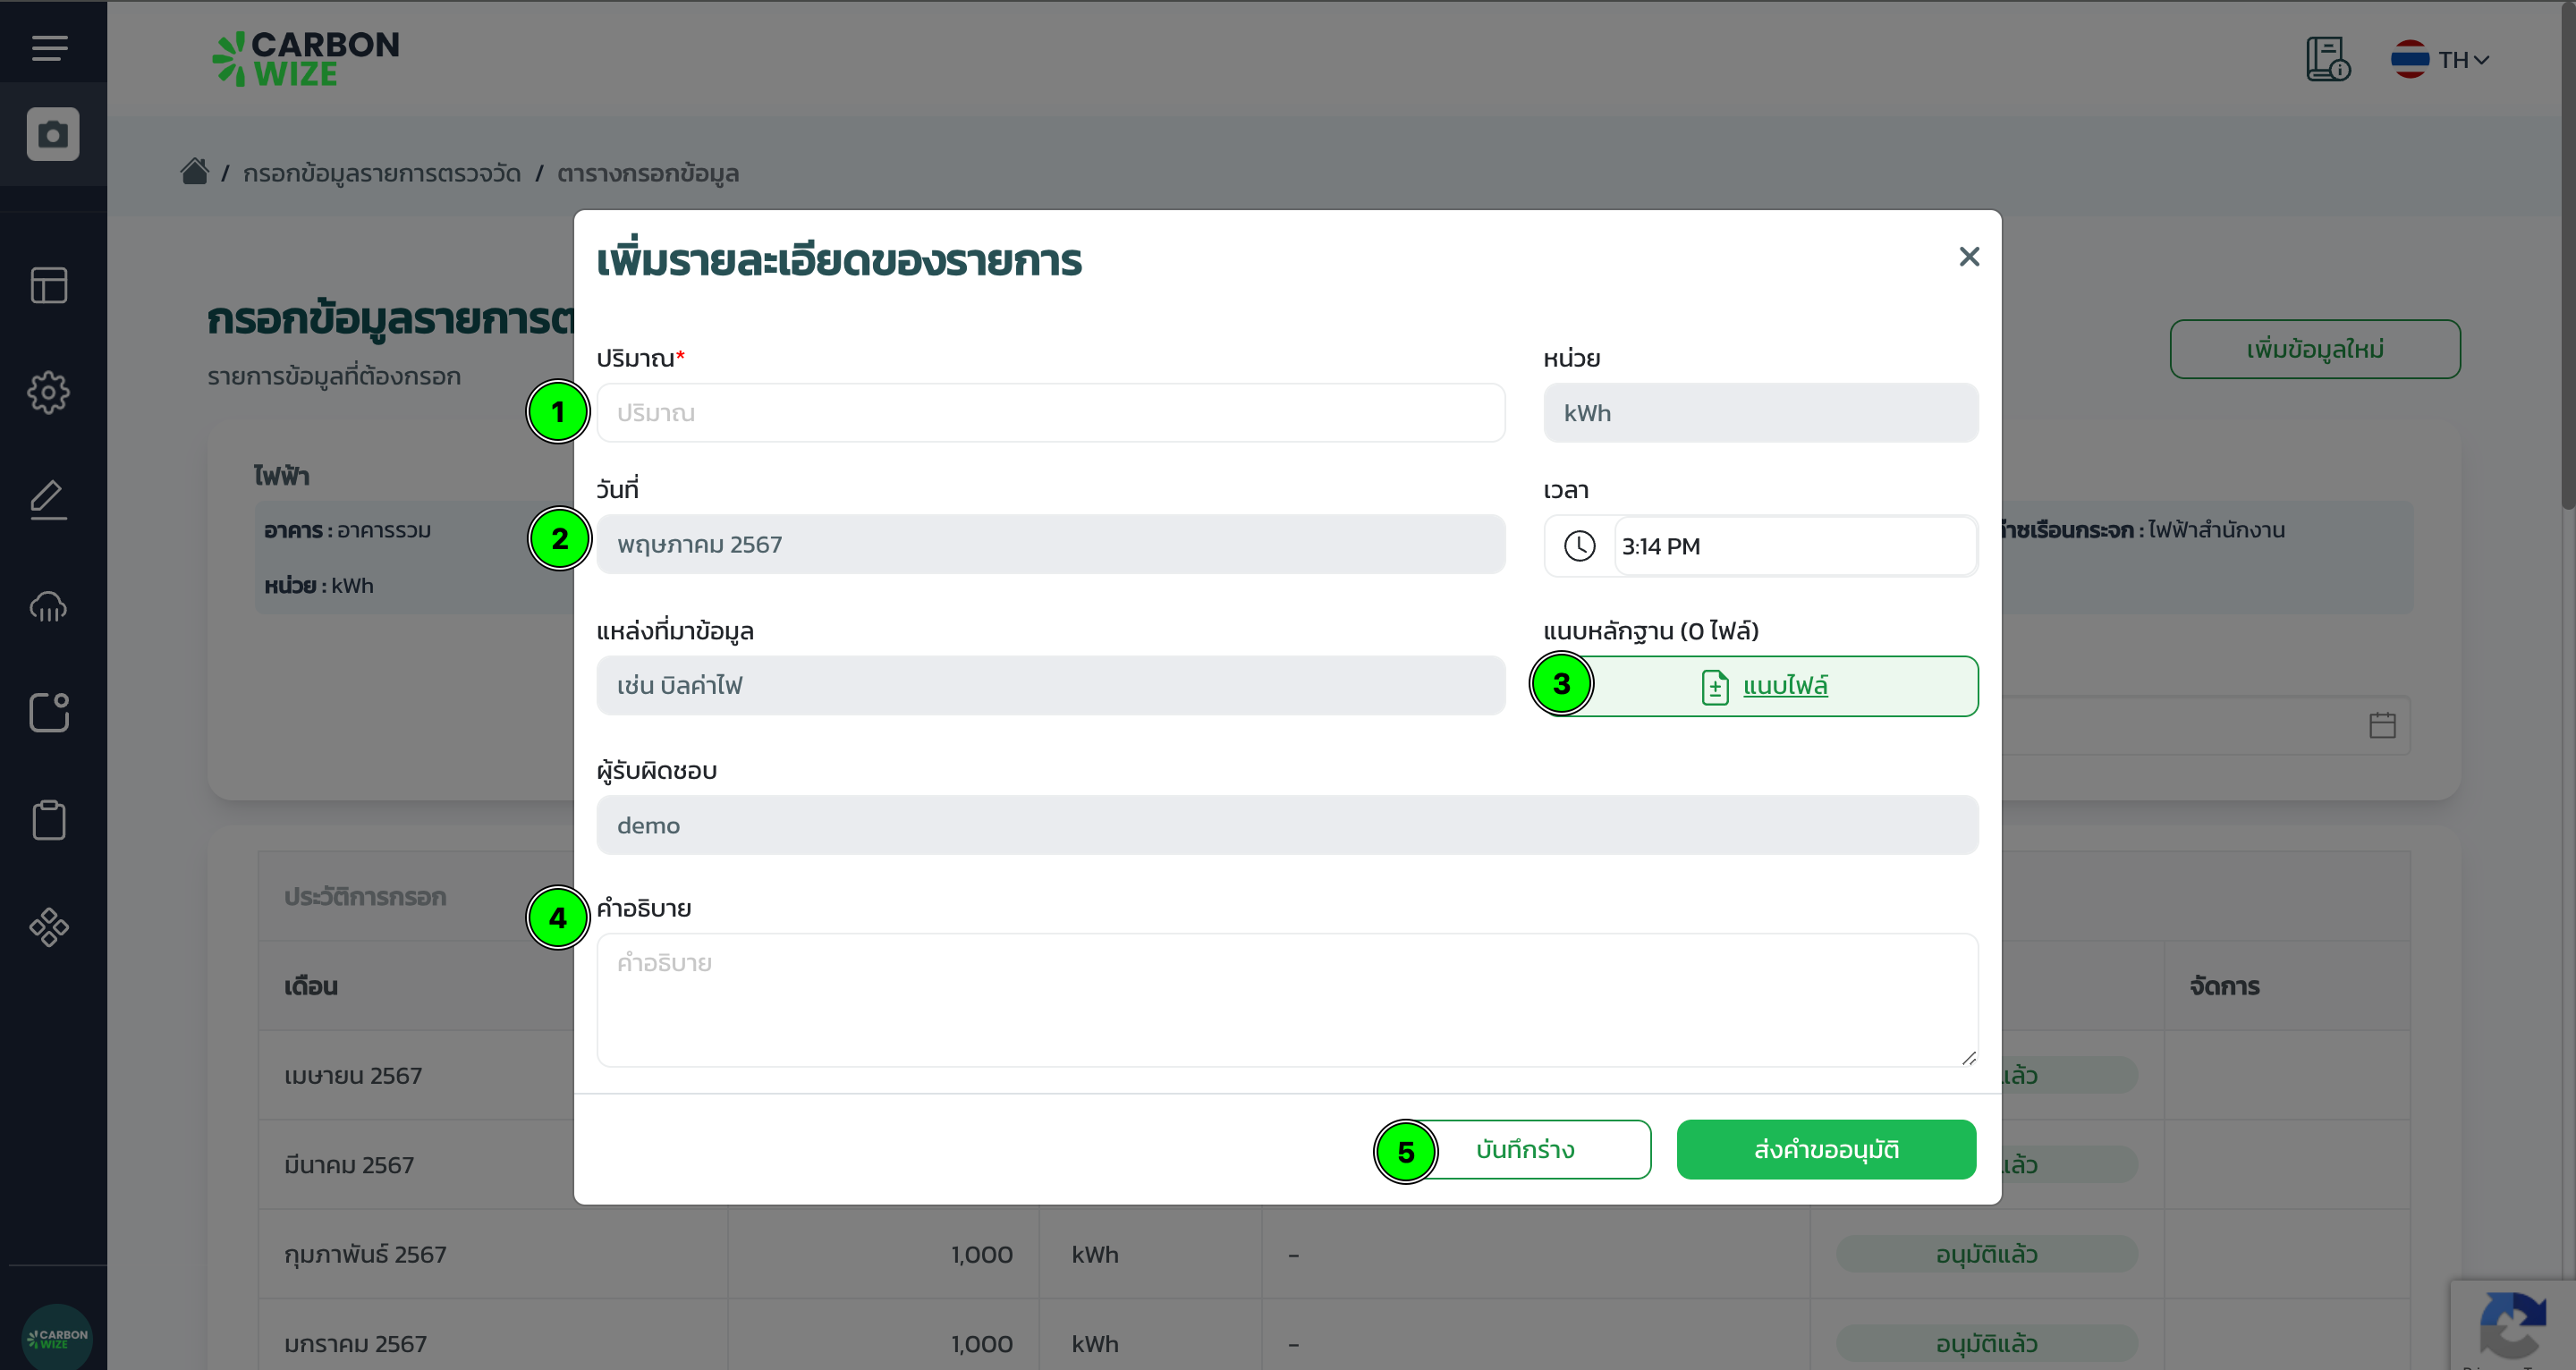 CARBON
WIZE
TH
/ กรอกข้อมูลรายการตรวจวัด / ตารางกรอกข้อมูล
เพิ่มรายละเอียดของรายการ
กรอกข้อมูลรายการต
รายการข้อมูลที่ต้องกรอก
เพิ่มข้อมูลใหม่
ปริมาณ*
หน่วย
1
ปริมาณ
kWh
ไฟฟ้า
อาคาร : อาคารรวม
หน่วย : kWh
วันที่
เวลา
2
พฤษภาคม 2567
3:14 PM
าซเรือนกระจก : ไฟฟ้าสำนักงาน
แหล่งที่มาข้อมูล
แนบหลักฐาน (0 ไฟล์)
เช่น บิลค่าไฟ
3
แนบไฟล์
ผู้รับผิดชอบ
demo
4
คำอธิบาย
คำอธิบาย
ประวัติการกรอก
เดือน
จัดการ
เมษายน 2567
แล้ว
มีนาคม 2567
แล้ว
5
บันทึกร่าง
ส่งคำขออนุมัติ
กุมภาพันธ์ 2567 1,000 kWh - อนุมัติแล้ว
มกราคม 2567 1,000 kWh - อนุมัติแล้ว
CARBON
WIZE